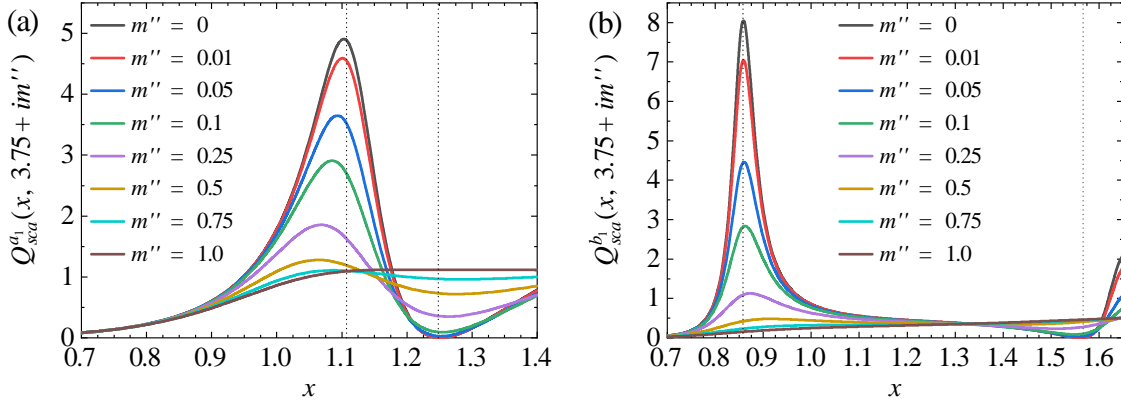 (a)
Q_sca^a₁(x, 3.75 + im'')
5
4
3
2
1
0
m'' = 0
m'' = 0.01
m'' = 0.05
m'' = 0.1
m'' = 0.25
m'' = 0.5
m'' = 0.75
m'' = 1.0
0.7 0.8 0.9 1.0 1.1 1.2 1.3 1.4
x
(b)
Q_sca^b₁(x, 3.75 + im'')
8
7
6
5
4
3
2
1
0
m'' = 0
m'' = 0.01
m'' = 0.05
m'' = 0.1
m'' = 0.25
m'' = 0.5
m'' = 0.75
m'' = 1.0
0.7 0.8 0.9 1.0 1.1 1.2 1.3 1.4 1.5 1.6
x